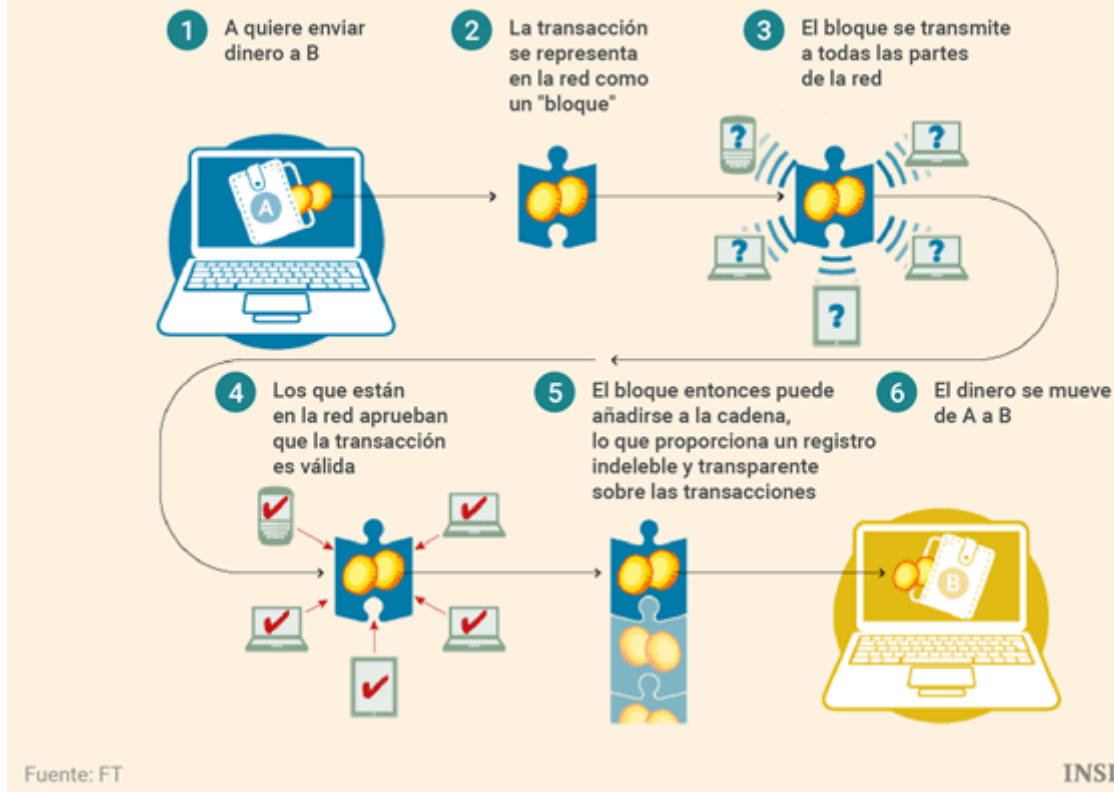 1
A quiere enviar
dinero a B
2
La transacción
se representa
en la red como
un "bloque"
3
El bloque se transmite
a todas las partes
de la red
A
?
?
?
?
?
4
Los que están
en la red aprueban
que la transacción
es válida
5
El bloque entonces puede
añadirse a la cadena,
lo que proporciona un registro
indeleble y transparente
sobre las transacciones
6
El dinero se mueve
de A a B
B
Fuente: FT